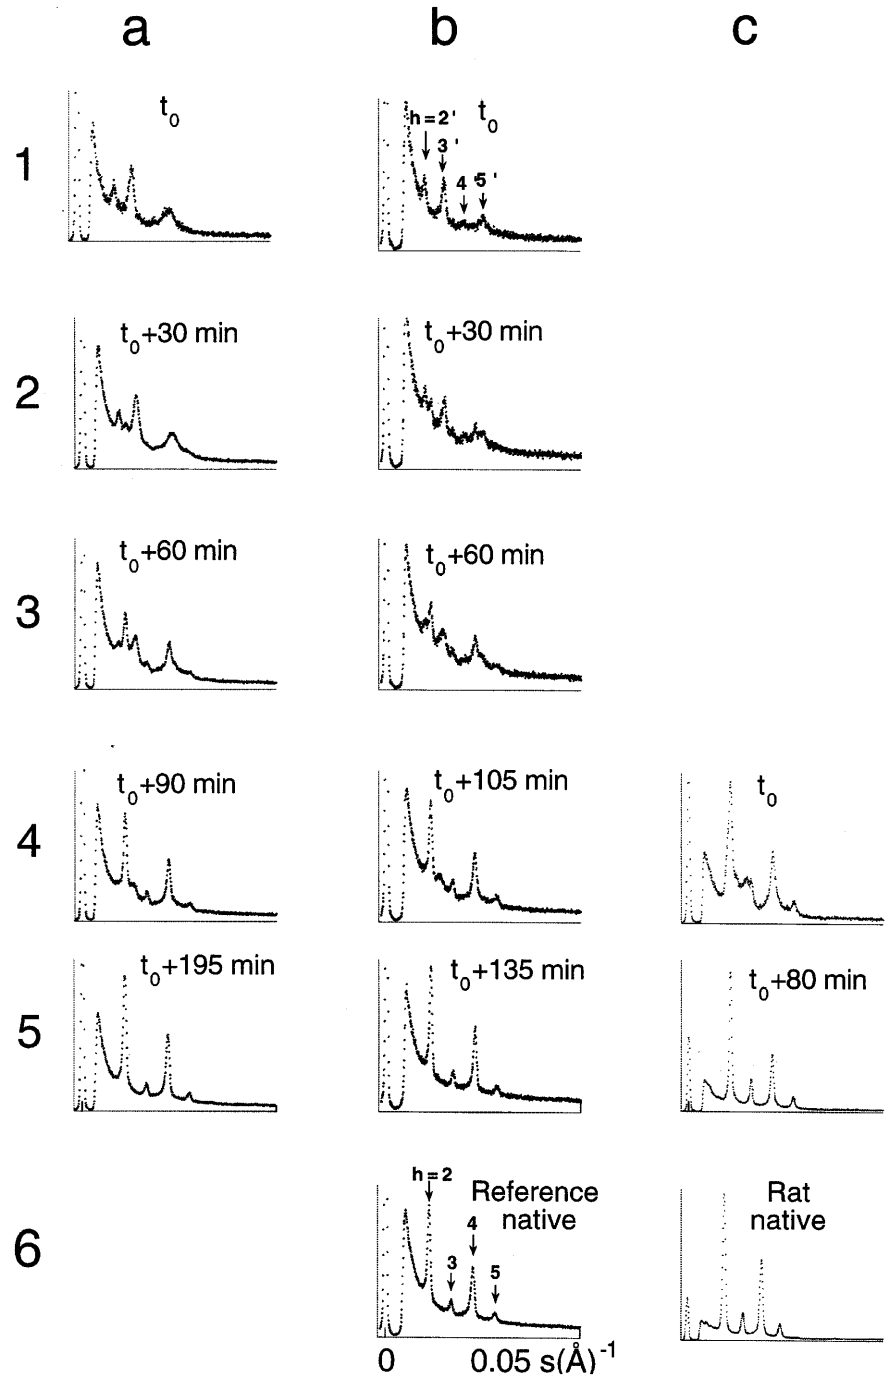 a b c
1 t0 h=2' t0
3'
4' 5'
2 t0+30 min t0+30 min
3 t0+60 min t0+60 min
4 t0+90 min t0+105 min t0
5 t0+195 min t0+135 min t0+80 min
6 h=2 Reference native Rat native
4
3 5
0 0.05 s(Å)-1